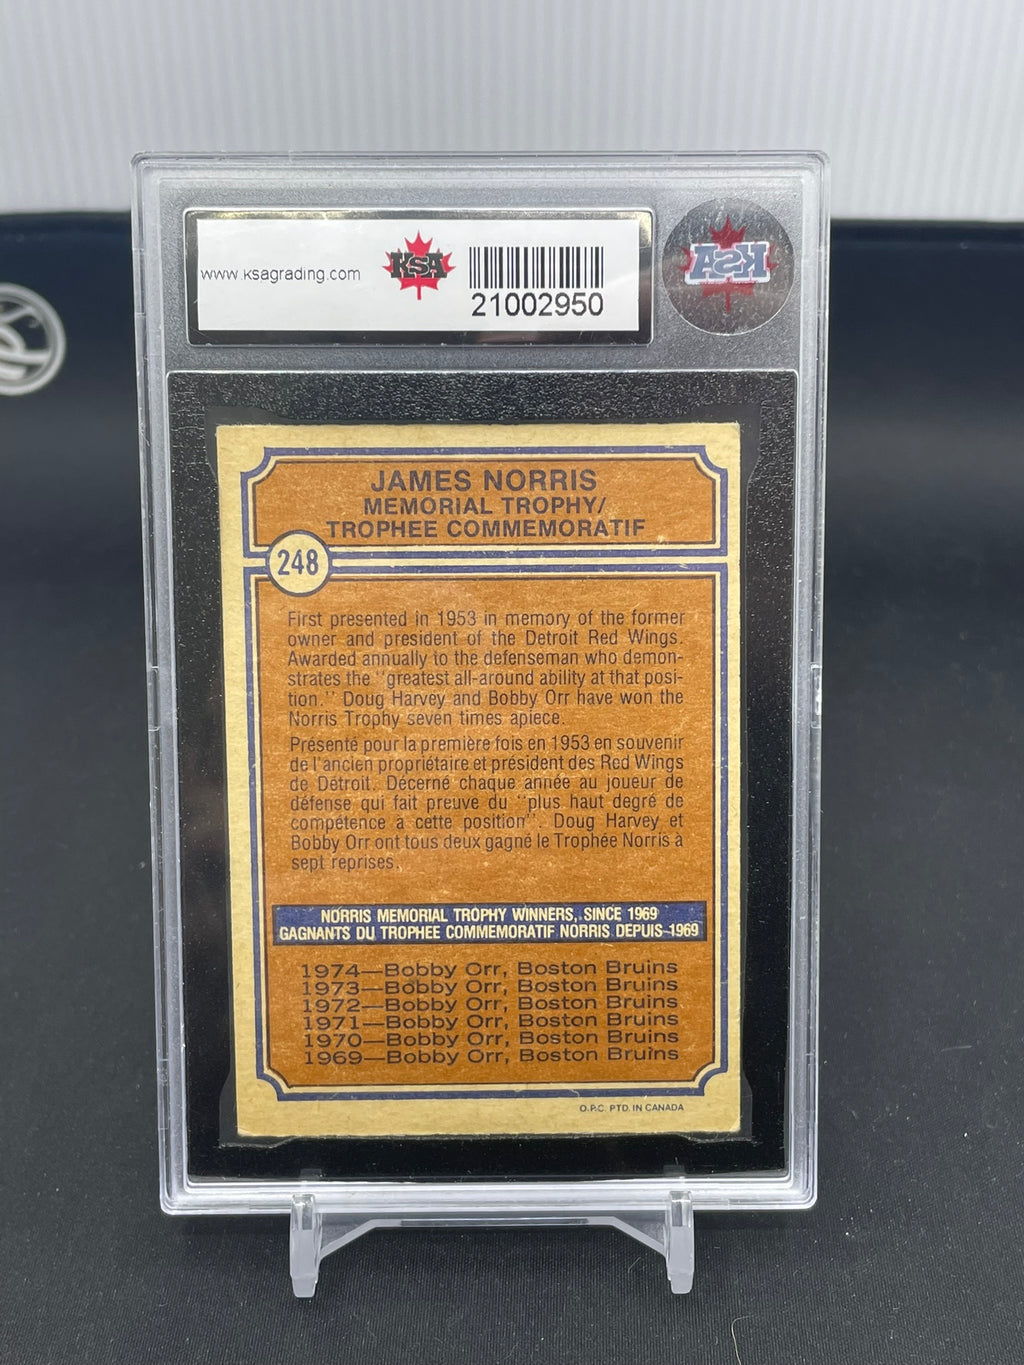 www.ksagrading.com
KSA
21002950
KSA
JAMES NORRIS
MEMORIAL TROPHY/
TROPHEE COMMEMORATIF
248
First presented in 1953 in memory of the former
owner and president of the Detroit Red Wings.
Awarded annually to the defenseman who demon-
strates the "greatest all-around ability at that posi-
tion." Doug Harvey and Bobby Orr have won the
Norris Trophy seven times apiece.
Présenté pour la première fois en 1953 en souvenir
de l'ancien propriétaire et président des Red Wings
de Détroit. Décerné chaque année au joueur de
défense qui fait preuve du "plus haut degré de
compétence à cette position". Doug Harvey et
Bobby Orr ont tous deux gagné le Trophée Norris à
sept reprises.
NORRIS MEMORIAL TROPHY WINNERS, SINCE 1969
GAGNANTS DU TROPHEE COMMEMORATIF NORRIS DEPUIS 1969
1974—Bobby Orr, Boston Bruins
1973—Bobby Orr, Boston Bruins
1972—Bobby Orr, Boston Bruins
1971—Bobby Orr, Boston Bruins
1970—Bobby Orr, Boston Bruins
1969—Bobby Orr, Boston Bruins
O.P.C. PTD. IN CANADA